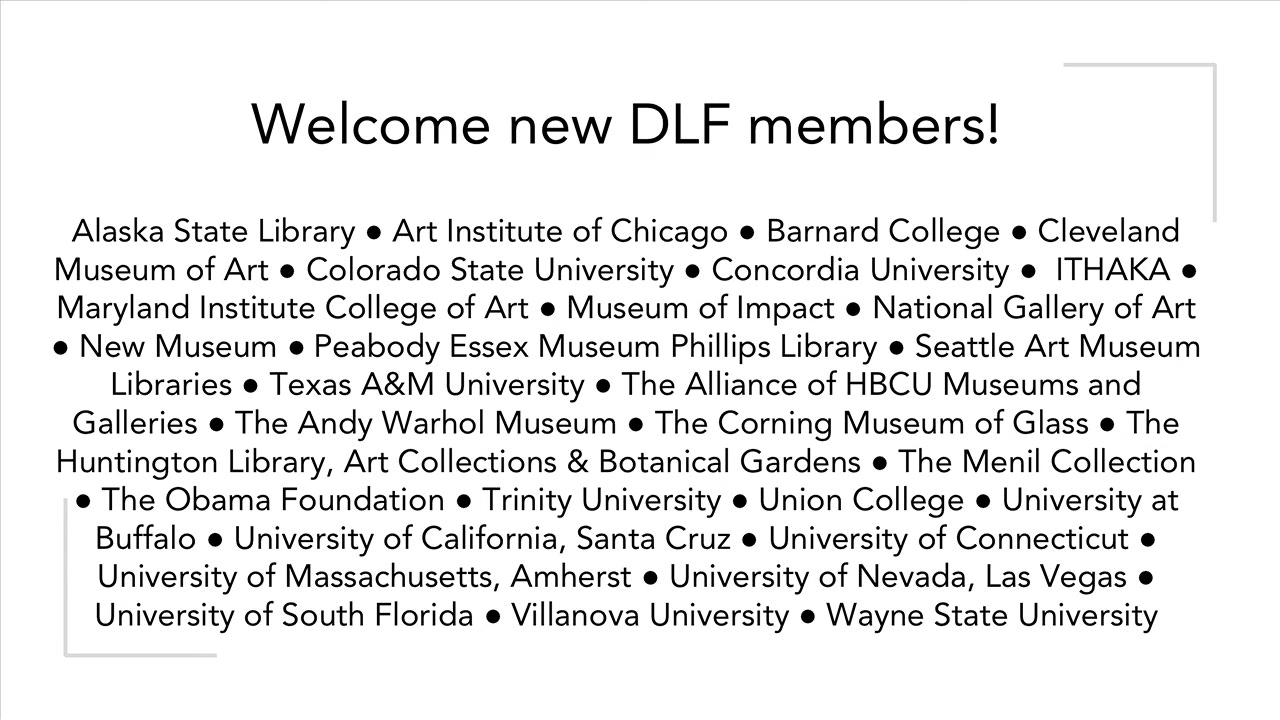 Welcome new DLF members!
Alaska State Library ● Art Institute of Chicago ● Barnard College ● Cleveland
Museum of Art ● Colorado State University ● Concordia University ● ITHAKA ●
Maryland Institute College of Art ● Museum of Impact ● National Gallery of Art
● New Museum ● Peabody Essex Museum Phillips Library ● Seattle Art Museum
Libraries ● Texas A&M University ● The Alliance of HBCU Museums and
Galleries ● The Andy Warhol Museum ● The Corning Museum of Glass ● The
Huntington Library, Art Collections & Botanical Gardens ● The Menil Collection
● The Obama Foundation ● Trinity University ● Union College ● University at
Buffalo ● University of California, Santa Cruz ● University of Connecticut ●
University of Massachusetts, Amherst ● University of Nevada, Las Vegas ●
University of South Florida ● Villanova University ● Wayne State University